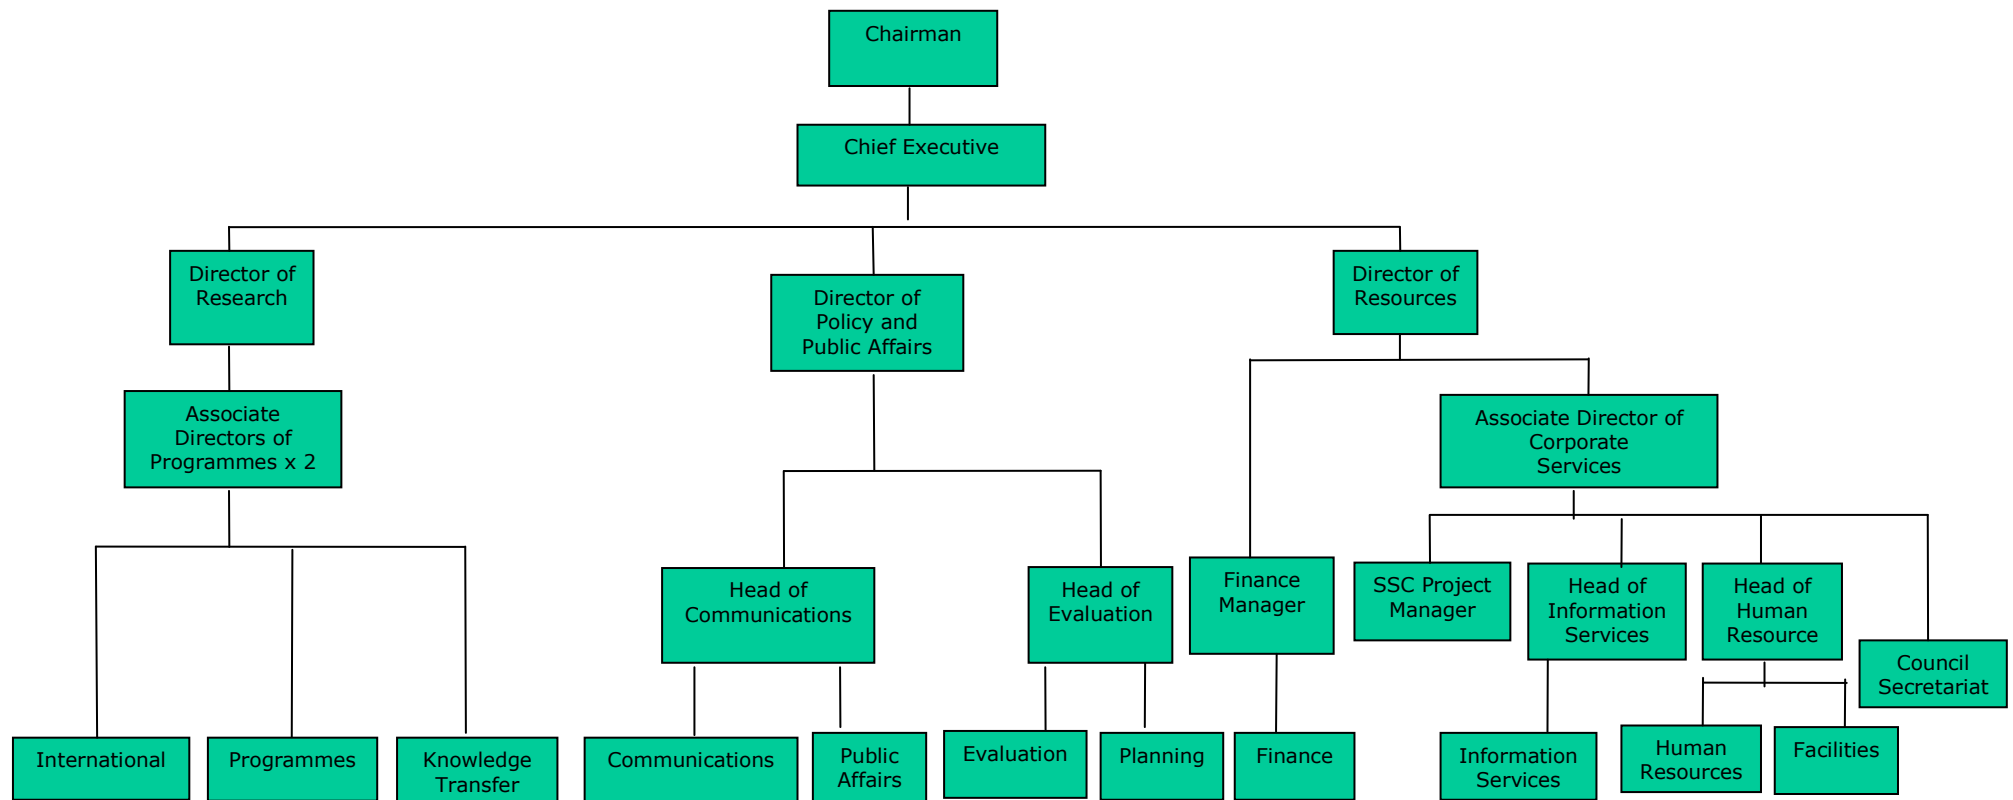 Chairman
Chief Executive
Director of
Research
Director of
Policy and
Public Affairs
Director of
Resources
Associate
Directors of
Programmes x 2
Associate Director of
Corporate
Services
Head of
Communications
Head of
Evaluation
Finance
Manager
SSC Project
Manager
Head of
Information
Services
Head of
Human
Resource
Council
Secretariat
International
Programmes
Knowledge
Transfer
Communications
Public
Affairs
Evaluation
Planning
Finance
Information
Services
Human
Resources
Facilities